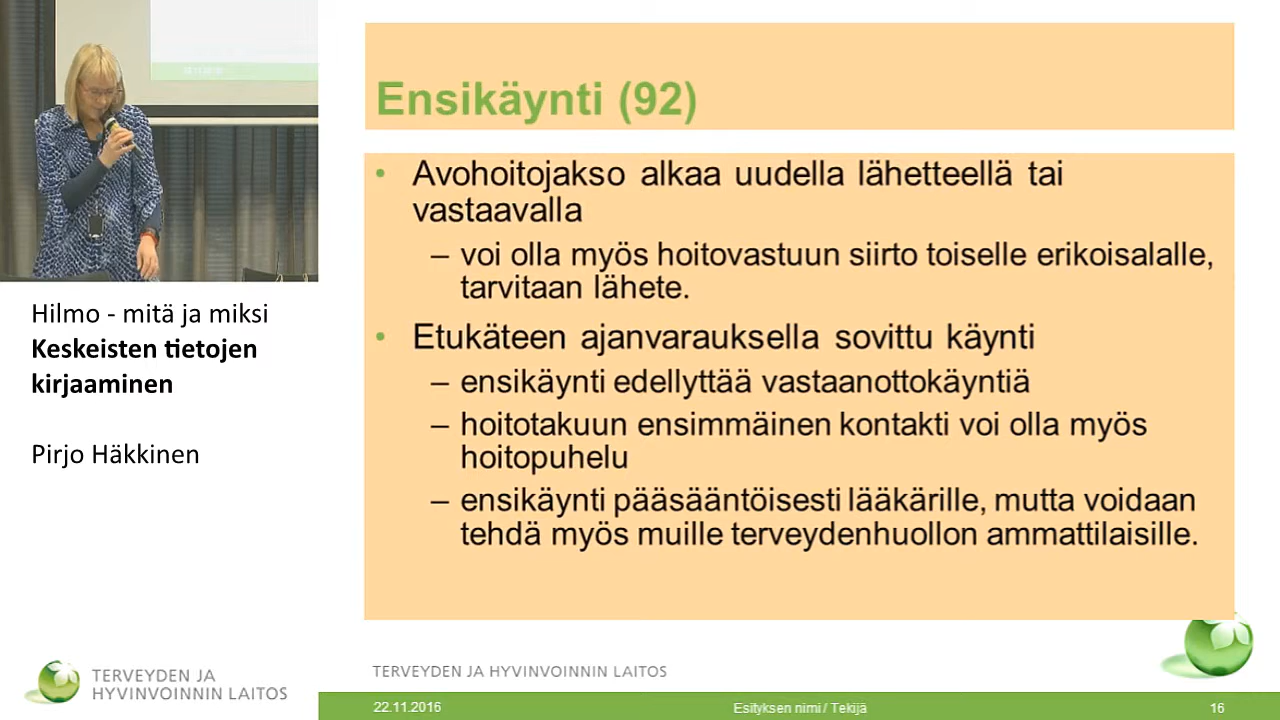 Ensikäynti (92)
• Avohoitojakso alkaa uudella lähetteellä tai
vastaavalla
– voi olla myös hoitovastuun siirto toiselle erikoisalalle,
tarvitaan lähete.
• Etukäteen ajanvarauksella sovittu käynti
– ensikäynti edellyttää vastaanottokäyntiä
– hoitotakuun ensimmäinen kontakti voi olla myös
hoitopuhelu
– ensikäynti pääsääntöisesti lääkärille, mutta voidaan
tehdä myös muille terveydenhuollon ammattilaisille.
Hilmo - mitä ja miksi
Keskeisten tietojen
kirjaaminen
Pirjo Häkkinen
TERVEYDEN JA
HYVINVOINNIN LAITOS
TERVEYDEN JA HYVINVOINNIN LAITOS
22.11.2016
Esityksen nimi / Tekijä
16